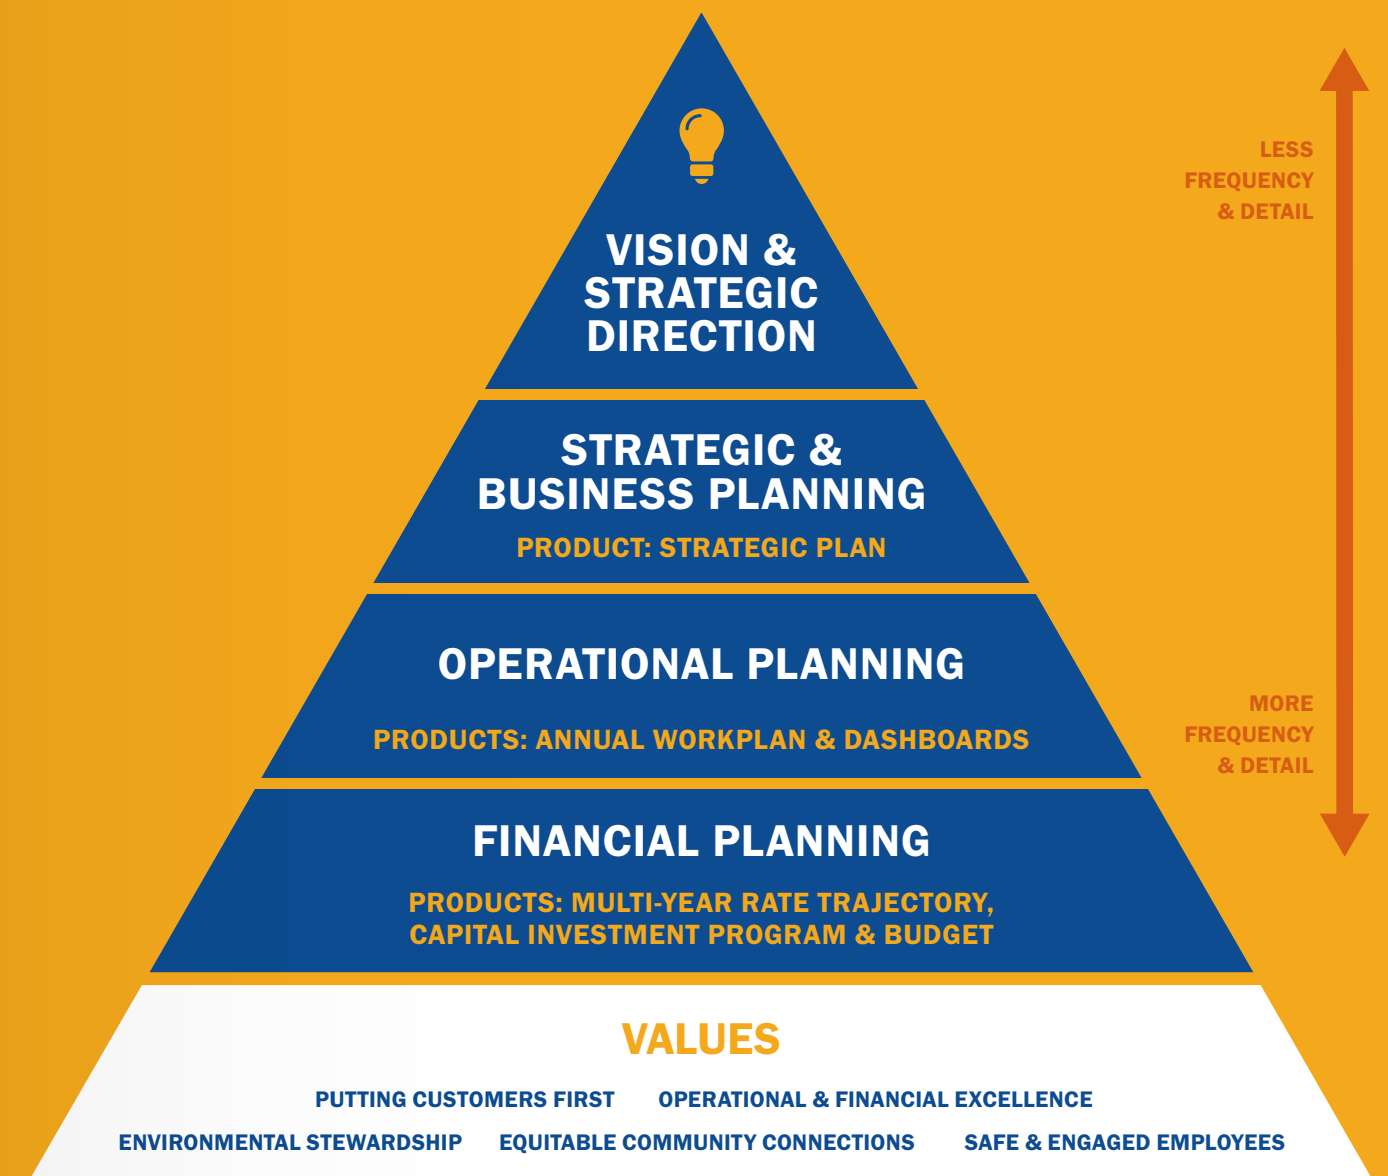 VISION &
STRATEGIC
DIRECTION
LESS
FREQUENCY
& DETAIL
STRATEGIC &
BUSINESS PLANNING
PRODUCT: STRATEGIC PLAN
OPERATIONAL PLANNING
PRODUCTS: ANNUAL WORKPLAN & DASHBOARDS
MORE
FREQUENCY
& DETAIL
FINANCIAL PLANNING
PRODUCTS: MULTI-YEAR RATE TRAJECTORY,
CAPITAL INVESTMENT PROGRAM & BUDGET
VALUES
PUTTING CUSTOMERS FIRST OPERATIONAL & FINANCIAL EXCELLENCE
ENVIRONMENTAL STEWARDSHIP EQUITABLE COMMUNITY CONNECTIONS SAFE & ENGAGED EMPLOYEES